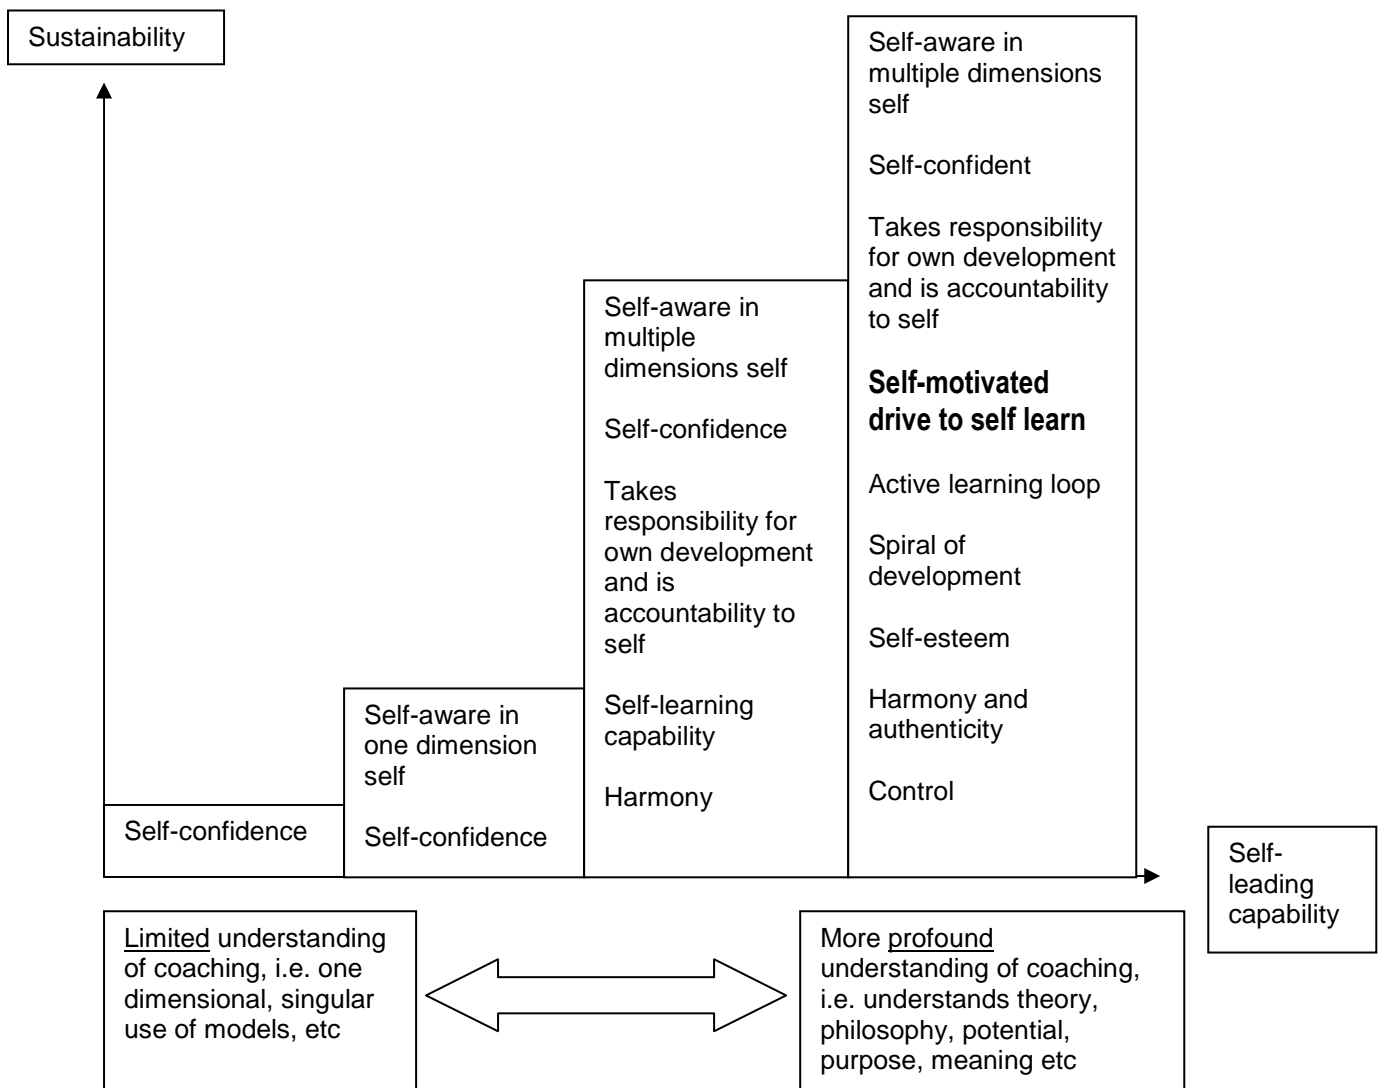 Sustainability
Self-aware in
multiple dimensions
self
Self-confident
Takes responsibility
for own development
and is accountability
to self
Self-motivated
drive to self learn
Active learning loop
Spiral of
development
Self-esteem
Harmony and
authenticity
Control
Self-aware in
multiple
dimensions self
Self-confidence
Takes
responsibility for
own development
and is
accountability to
self
Self-learning
capability
Harmony
Self-aware in
one dimension
self
Self-confidence
Self-confidence
Self-
leading
capability
Limited understanding
of coaching, i.e. one
dimensional, singular
use of models, etc
More profound
understanding of coaching,
i.e. understands theory,
philosophy, potential,
purpose, meaning etc